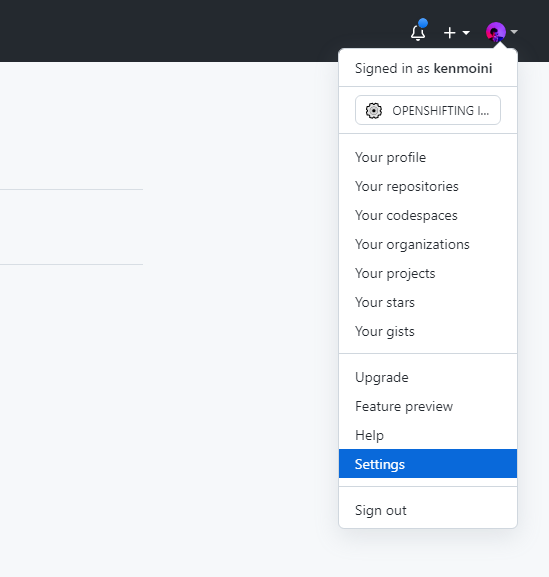 Signed in as kenmoini
OPENSHIFTING I...
Your profile
Your repositories
Your codespaces
Your organizations
Your projects
Your stars
Your gists
Upgrade
Feature preview
Help
Settings
Sign out